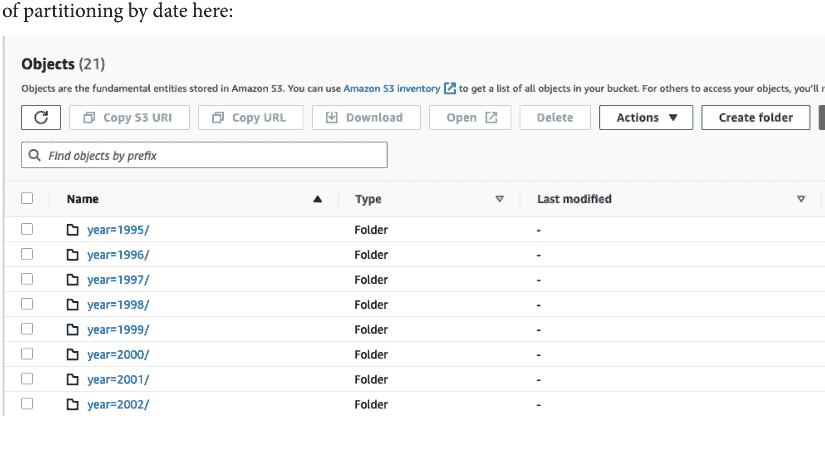 of partitioning by date here:
Objects (21)
Objects are the fundamental entities stored in Amazon S3. You can use Amazon S3 inventory to get a list of all objects in your bucket. For others to access your objects, you'll
Copy S3 URI Copy URL Download Open Delete Actions Create folder
Find objects by prefix
Name Type Last modified
year=1995/ Folder -
year=1996/ Folder -
year=1997/ Folder -
year=1998/ Folder -
year=1999/ Folder -
year=2000/ Folder -
year=2001/ Folder -
year=2002/ Folder -